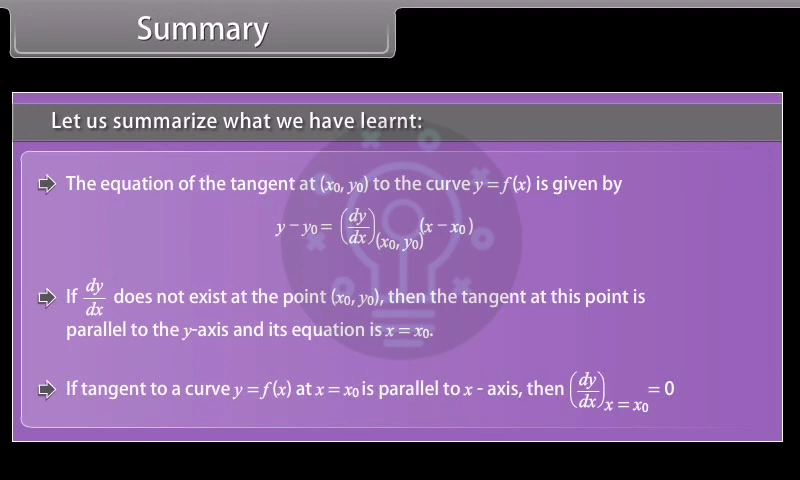 Summary
Let us summarize what we have learnt:
The equation of the tangent at (x₀, y₀) to the curve y = f (x) is given by
y − y₀ = (dy/dx)(x₀, y₀) (x − x₀)
If dy/dx does not exist at the point (x₀, y₀), then the tangent at this point is
parallel to the y-axis and its equation is x = x₀.
If tangent to a curve y = f (x) at x = x₀ is parallel to x - axis, then (dy/dx)x = x₀ = 0